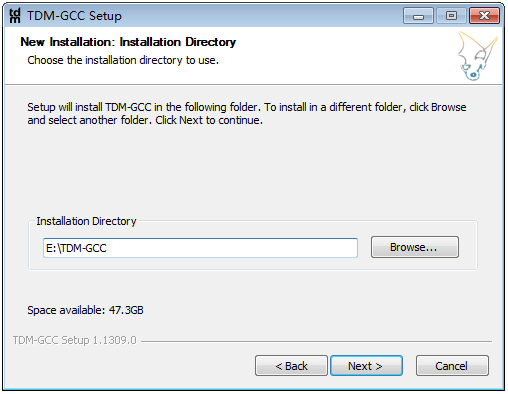 tdm TDM-GCC Setup
New Installation: Installation Directory
Choose the installation directory to use.
Setup will install TDM-GCC in the following folder. To install in a different folder, click Browse
and select another folder. Click Next to continue.
Installation Directory
E:\TDM-GCC
Browse...
Space available: 47.3GB
TDM-GCC Setup 1.1309.0
< Back
Next >
Cancel